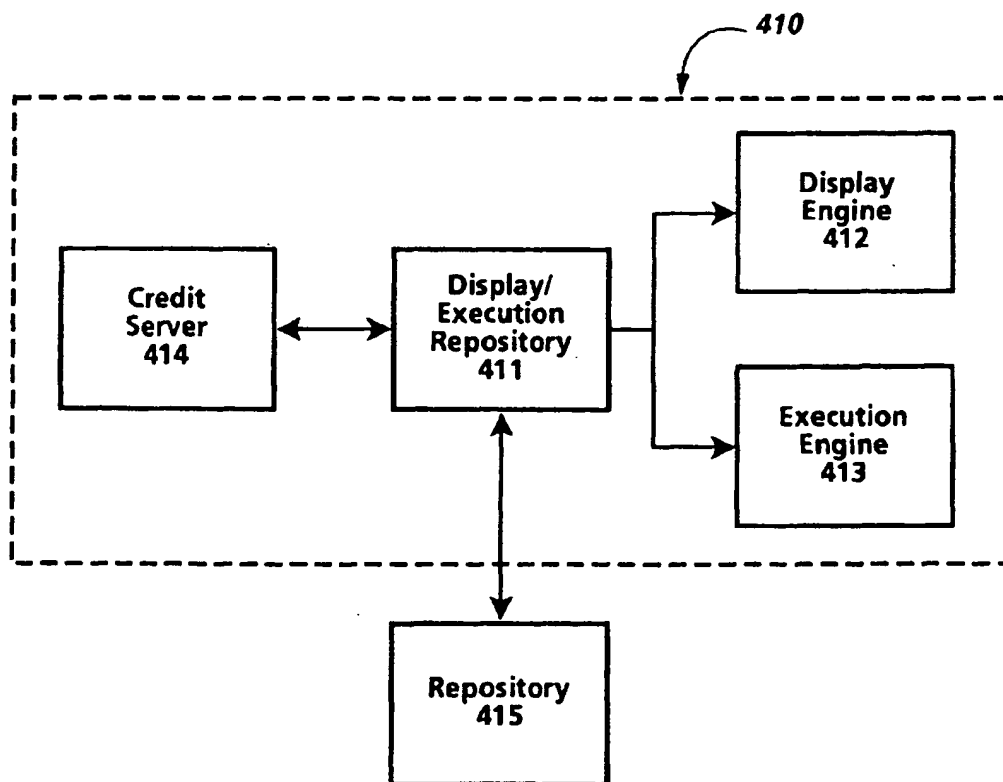 410
Display
Engine
412
Credit
Server
414
Display/
Execution
Repository
411
Execution
Engine
413
Repository
415